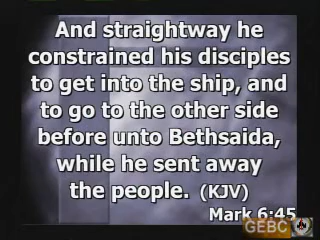 And straightway he
constrained his disciples
to get into the ship, and
to go to the other side
before unto Bethsaida,
while he sent away
the people. (KJV)
Mark 6:45
GEBC